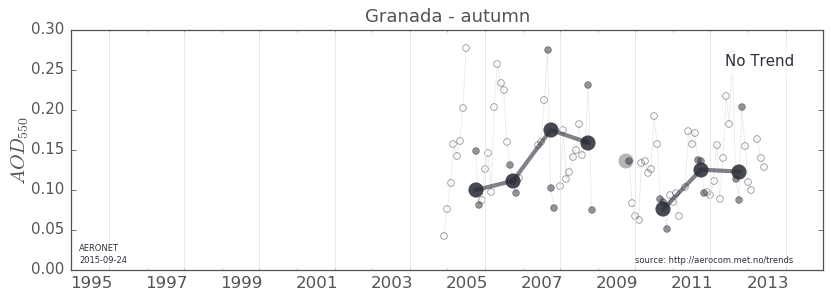 Granada - autumn
0.30
0.25
0.20
0.15
0.10
0.05
0.00
AOD550
No Trend
AERONET
2015-09-24
source: http://aerocom.met.no/trends
1995 1997 1999 2001 2003 2005 2007 2009 2011 2013